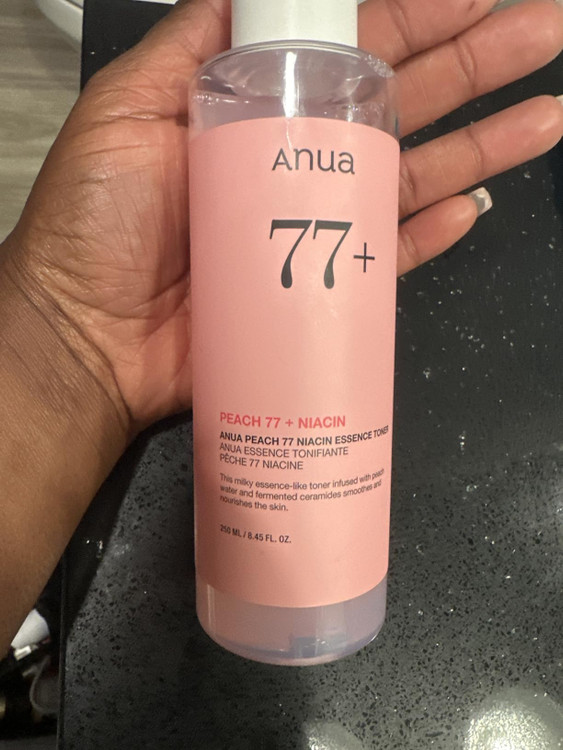 Anua
77+
PEACH 77 + NIACIN
ANUA PEACH 77 NIACIN ESSENCE TONER
ANUA ESSENCE TONIFIANTE
PÊCHE 77 NIACINE
This milky essence-like toner infused with peach
water and fermented ceramides smoothes and
nourishes the skin.
250 ML / 8.45 FL. OZ.